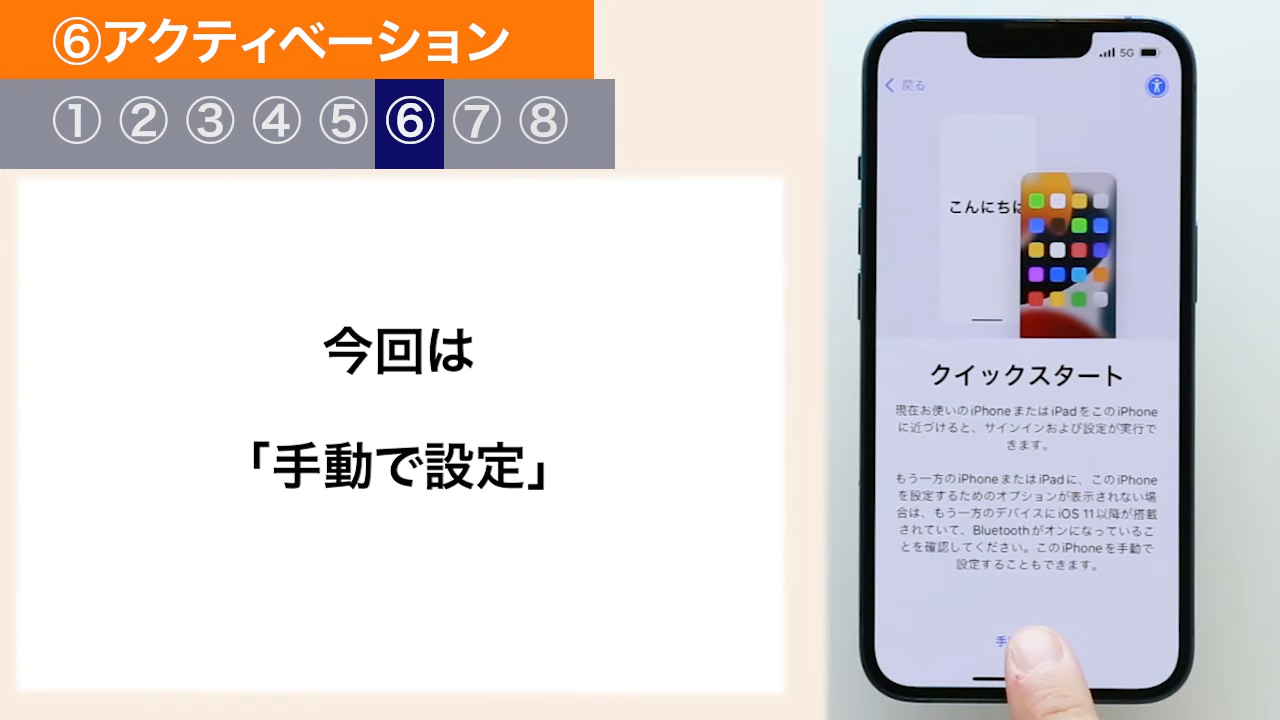 ⑥アクティベーション
① ② ③ ④ ⑤ ⑥ ⑦ ⑧
今回は
「手動で設定」
5G
戻る
こんにちは
クイックスタート
現在お使いのiPhoneまたはiPadをこのiPhone
に近づけると、サインインおよび設定が実行で
きます。
もう一方のiPhoneまたはiPadに、このiPhone
を設定するためのオプションが表示されない場
合は、もう一方のデバイスにiOS 11以降が搭載
されていて、Bluetoothがオンになっているこ
とを確認してください。このiPhoneを手動で
設定することもできます。
手